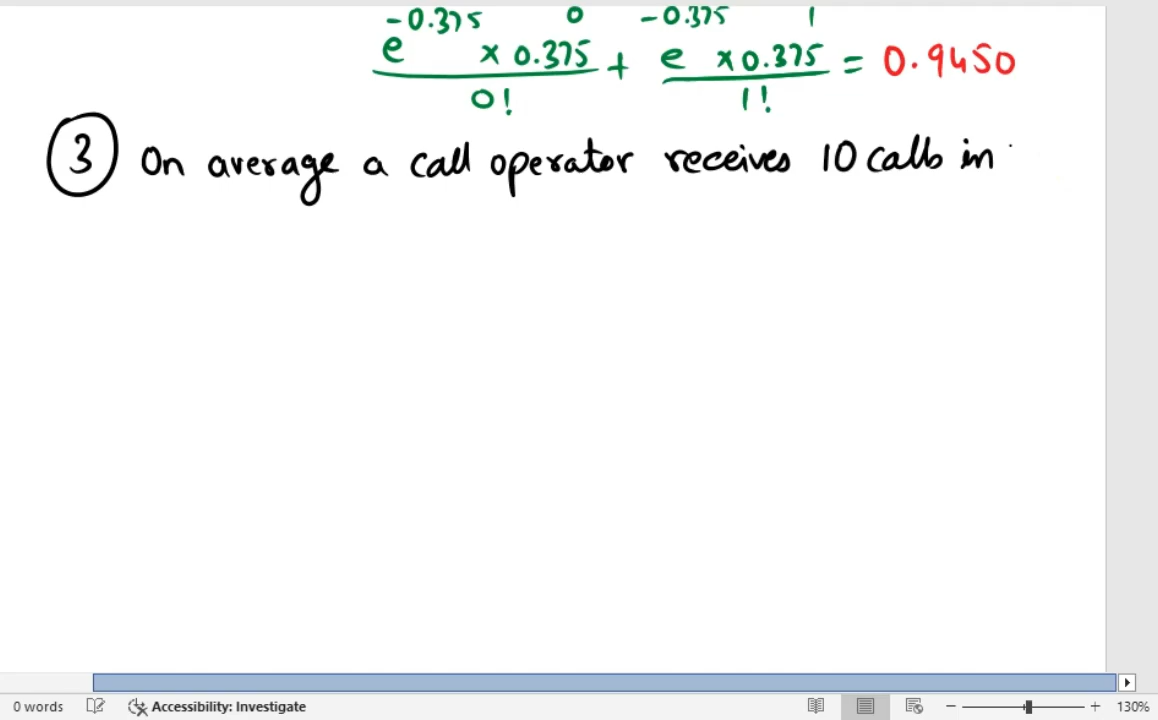 e^-0.375 × 0.375^0 / 0! + e^-0.375 × 0.375^1 / 1! = 0.9450
③ On average a call operator receives 10 calls in
0 words Accessibility: Investigate 130%